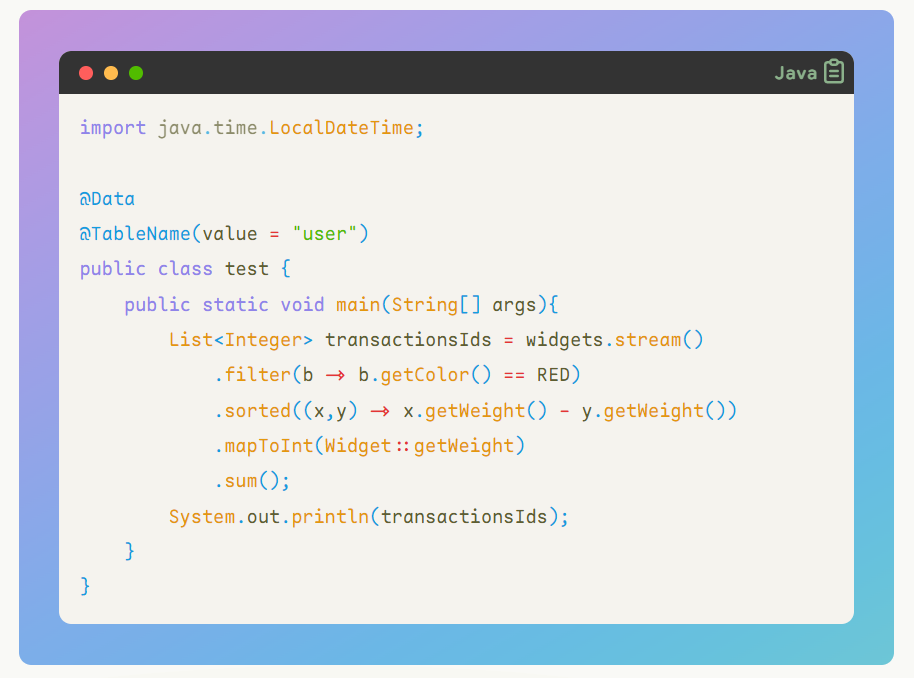 Java
import java.time.LocalDateTime;
@Data
@TableName(value = "user")
public class test {
    public static void main(String[] args){
        List<Integer> transactionsIds = widgets.stream()
            .filter(b -> b.getColor() == RED)
            .sorted((x,y) -> x.getWeight() - y.getWeight())
            .mapToInt(Widget::getWeight)
            .sum();
        System.out.println(transactionsIds);
    }
}